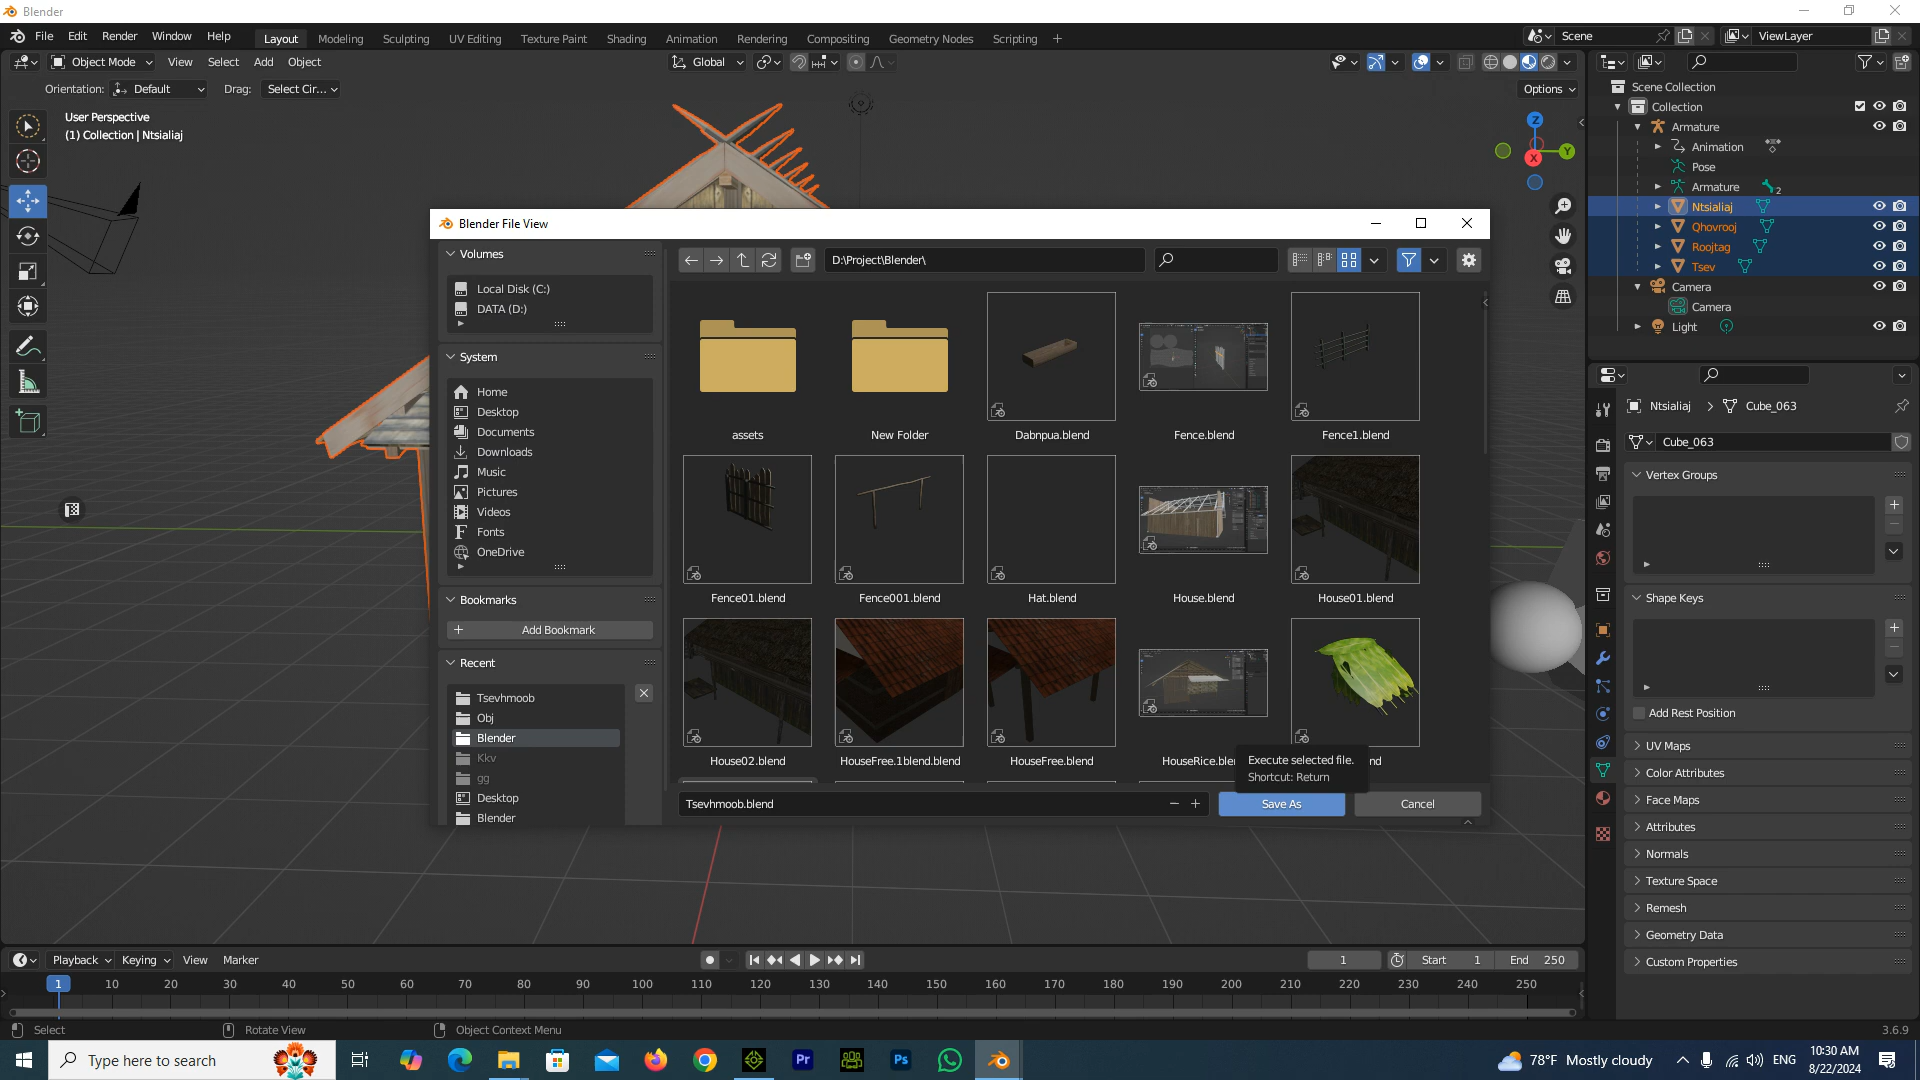 Blender
File Edit Render Window Help
Layout Modeling Sculpting UV Editing Texture Paint Shading Animation Rendering Compositing Geometry Nodes Scripting +
Scene
ViewLayer
Object Mode View Select Add Object
Global
Orientation: Default Drag: Select Cir...
Options
User Perspective
(1) Collection | Ntsialiaj
Z
Y
X
Scene Collection
Collection
Armature
Animation
Pose
Armature 2
Ntsialiaj
Qhovrooj
Roojtag
Tsev
Camera
Camera
Light
Blender File View
Volumes
Local Disk (C:)
DATA (D:)
System
Home
Desktop
Documents
Downloads
Music
Pictures
Videos
Fonts
OneDrive
Bookmarks
Add Bookmark
Recent
Tsevhmoob
Obj
Blender
Kkv
gg
Desktop
Blender
D:\Project\Blender\
assets New Folder Dabnpua.blend Fence.blend Fence1.blend
Fence01.blend Fence001.blend Hat.blend House.blend House01.blend
House02.blend HouseFree.1blend.blend HouseFree.blend
Execute selected file.
Shortcut: Return
Tsevhmoob.blend
Save As
Cancel
Ntsialiaj > Cube_063
Cube_063
Vertex Groups
Shape Keys
Add Rest Position
UV Maps
Color Attributes
Face Maps
Attributes
Normals
Texture Space
Remesh
Geometry Data
Custom Properties
Playback Keying View Marker
1 Start 1 End 250
1 10 20 30 40 50 60 70 80 90 100 110 120 130 140 150 160 170 180 190 200 210 220 230 240 250
Select Rotate View Object Context Menu
3.6.9
Type here to search
Pr
Ps
78°F Mostly cloudy
ENG
10:30 AM
8/22/2024